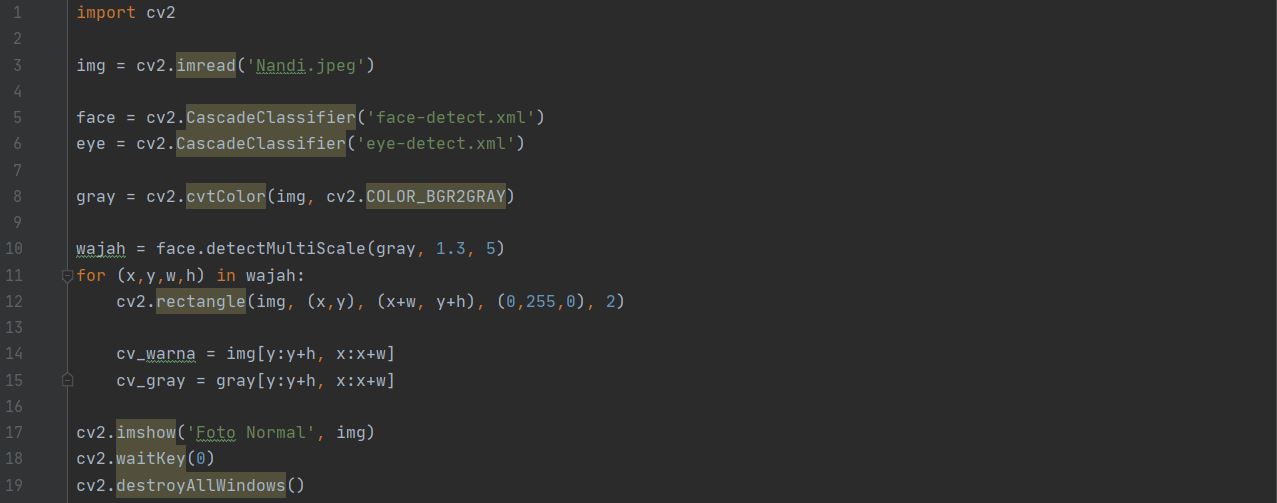 1 import cv2
2
3 img = cv2.imread('Nandi.jpeg')
4
5 face = cv2.CascadeClassifier('face-detect.xml')
6 eye = cv2.CascadeClassifier('eye-detect.xml')
7
8 gray = cv2.cvtColor(img, cv2.COLOR_BGR2GRAY)
9
10 wajah = face.detectMultiScale(gray, 1.3, 5)
11 for (x,y,w,h) in wajah:
12     cv2.rectangle(img, (x,y), (x+w, y+h), (0,255,0), 2)
13
14     cv_warna = img[y:y+h, x:x+w]
15     cv_gray = gray[y:y+h, x:x+w]
16
17 cv2.imshow('Foto Normal', img)
18 cv2.waitKey(0)
19 cv2.destroyAllWindows()